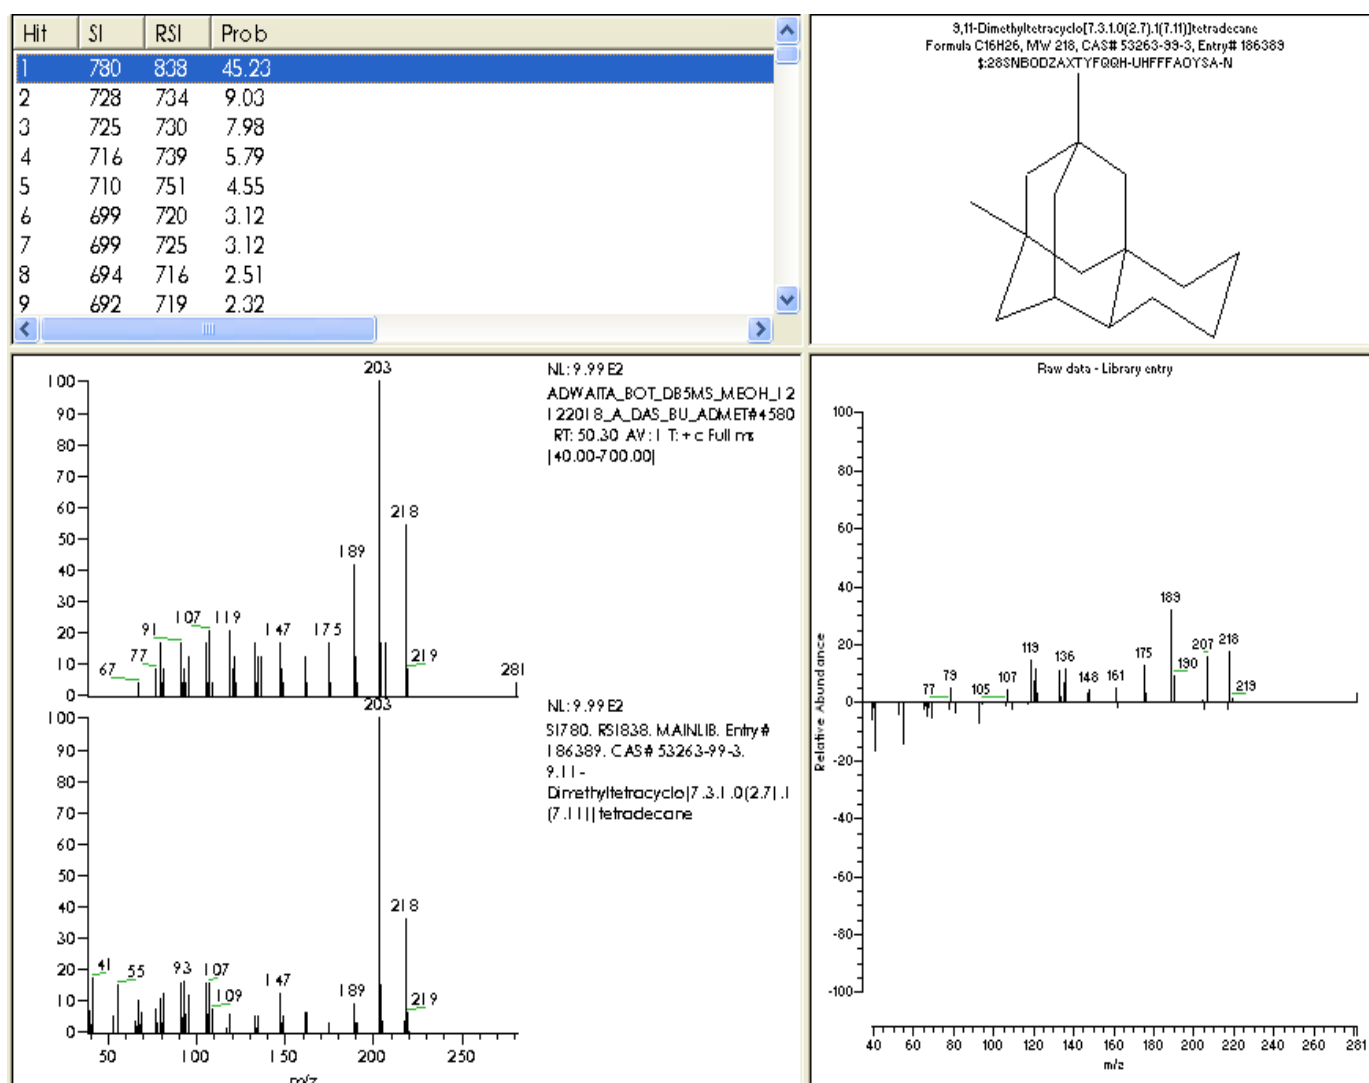 Hit SI RSI Prob
1 780 838 45.23
2 728 734 9.03
3 725 730 7.98
4 716 739 5.79
5 710 751 4.55
6 699 720 3.12
7 699 725 3.12
8 694 716 2.51
9 692 719 2.32
9,11-Dimethyltetracyclo[7.3.1.0(2.7).1(7.11)]tetradecane
Formula C16H26, MW 218, CAS# 53263-99-3, Entry# 186389
$:28SNBODZAXTYFQQH-UHFFFAOYSA-N
203
NL: 9.99E2
ADWAITA_BOT_DB5MS_MEOH_12
122018_A_DAS_BU_ADMET#4580
RT: 50.30 AV: 1 T: + c Full ms
[40.00-700.00]
100
90
80
70
60
50
40
30
20
10
0
218
189
107
119
91
147
175
77
67
219
281
203
NL: 9.99E2
SI780, RSI838, MAINLIB, Entry#
186389, CAS# 53263-99-3,
9,11-
Dimethyltetracyclo[7.3.1.0(2.7).1
(7.11)]tetradecane
100
90
80
70
60
50
40
30
20
10
0
218
41
55
93
107
109
147
189
219
50 100 150 200 250
m/z
Raw data - Library entry
Relative Abundance
100
80
60
40
20
0
-20
-40
-60
-80
-100
189
119
136
175
207
218
190
77
79
105
107
148
161
219
40 60 80 100 120 140 160 180 200 220 240 260 281
m/z